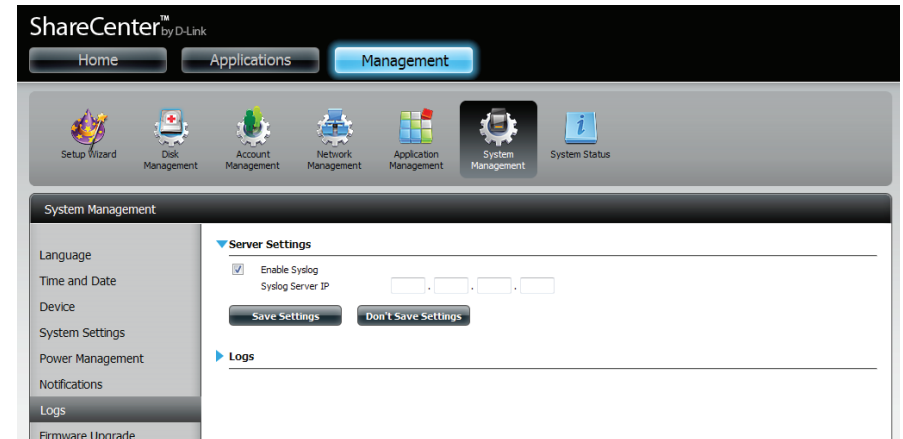 ShareCenter™ by D-Link
Home Applications Management
Setup Wizard Disk Management Account Management Network Management Application Management System Management System Status
System Management
Language
Time and Date
Device
System Settings
Power Management
Notifications
Logs
Firmware Upgrade
Server Settings
Enable Syslog
Syslog Server IP . . .
Save Settings Don't Save Settings
Logs